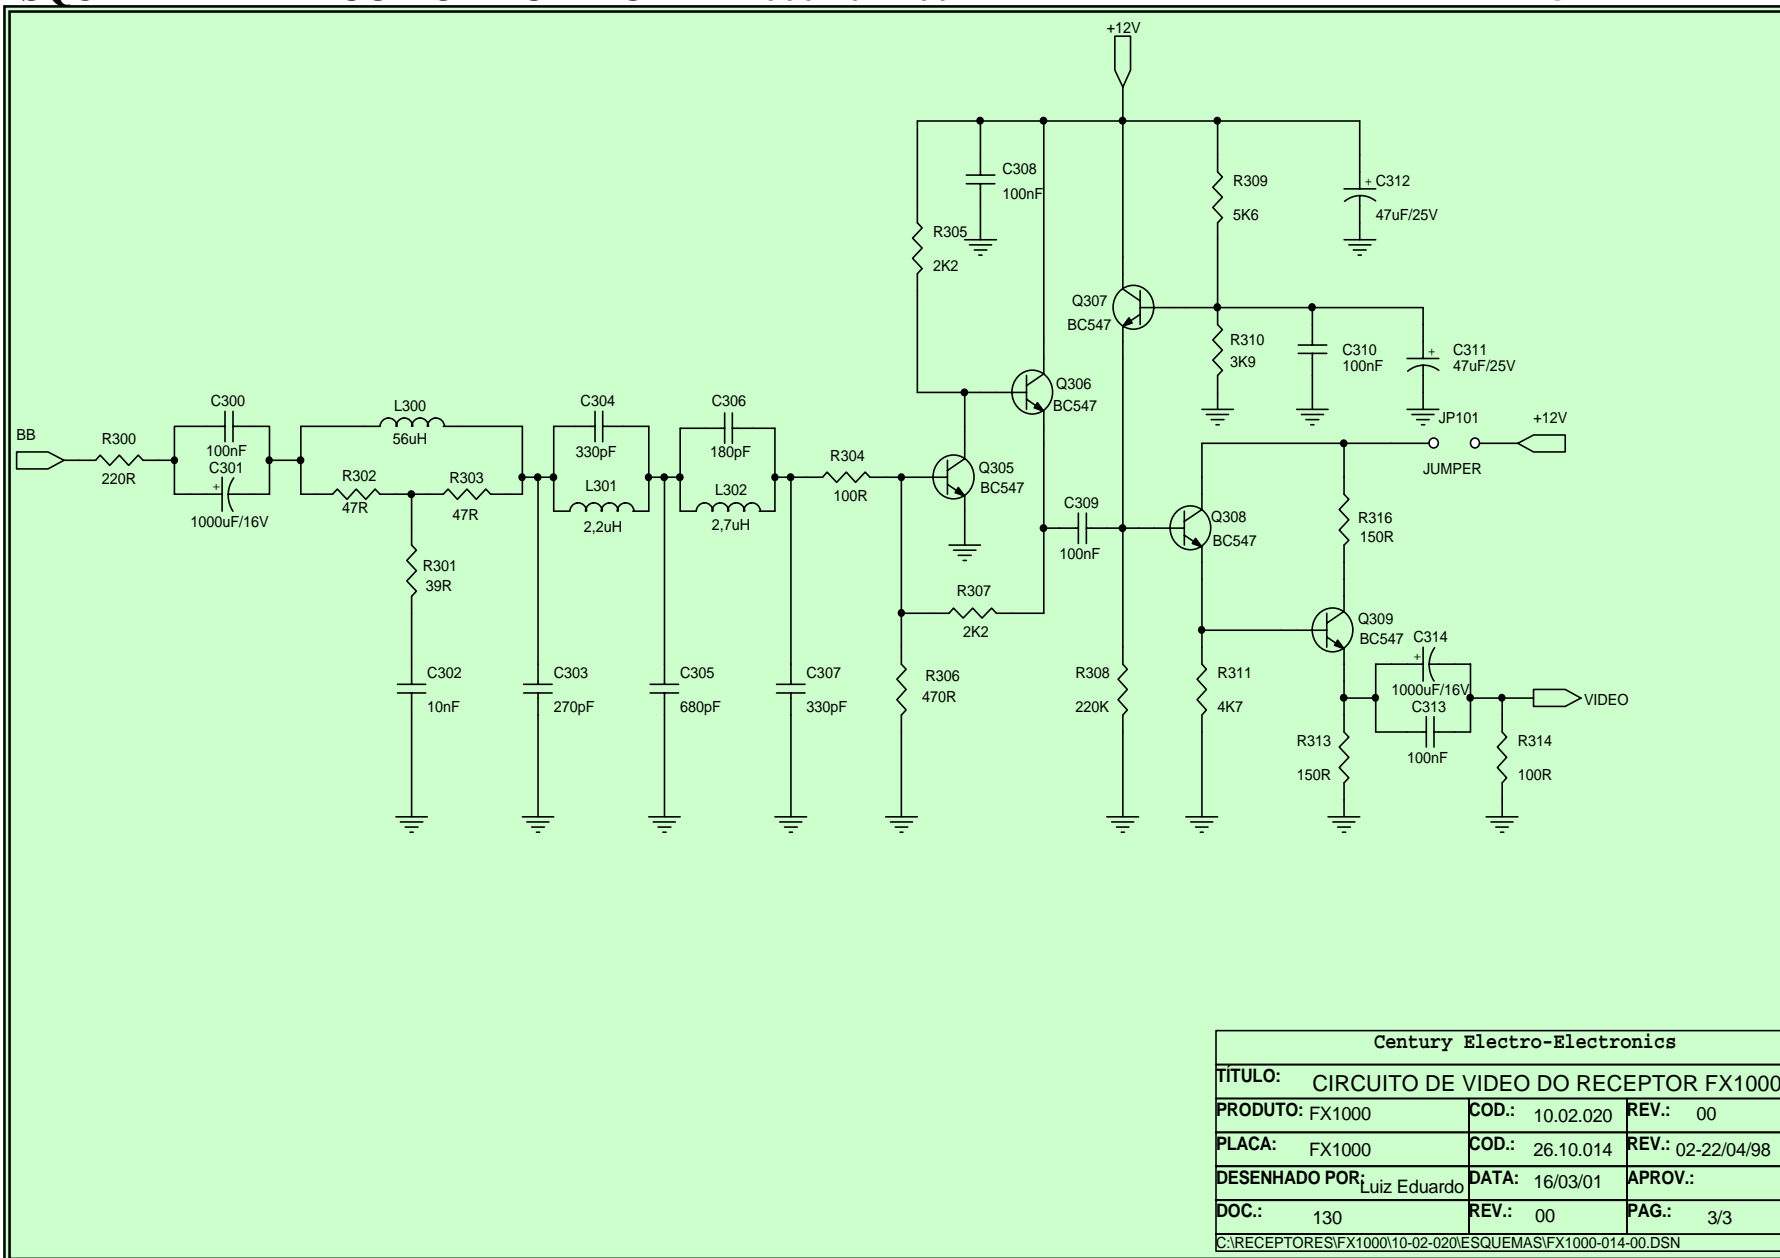 +12V
C308
100nF
R309
5K6
+ C312
47uF/25V
R305
2K2
Q307
BC547
R310
3K9
C310
100nF
+ C311
47uF/25V
Q306
BC547
JP101
+12V
JUMPER
BB
R300
220R
C300
100nF
C301
+
1000uF/16V
L300
56uH
R302
47R
R303
47R
C304
330pF
L301
2,2uH
C306
180pF
L302
2,7uH
R304
100R
Q305
BC547
C309
100nF
Q308
BC547
R316
150R
R301
39R
R307
2K2
Q309
BC547
C314
+
1000uF/16V
C313
100nF
VIDEO
C302
10nF
C303
270pF
C305
680pF
C307
330pF
R306
470R
R308
220K
R311
4K7
R313
150R
R314
100R
Century Electro-Electronics
TÍTULO: CIRCUITO DE VIDEO DO RECEPTOR FX1000
PRODUTO: FX1000 COD.: 10.02.020 REV.: 00
PLACA: FX1000 COD.: 26.10.014 REV.: 02-22/04/98
DESENHADO POR: Luiz Eduardo DATA: 16/03/01 APROV.:
DOC.: 130 REV.: 00 PAG.: 3/3
C:\RECEPTORES\FX1000\10-02-020\ESQUEMAS\FX1000-014-00.DSN